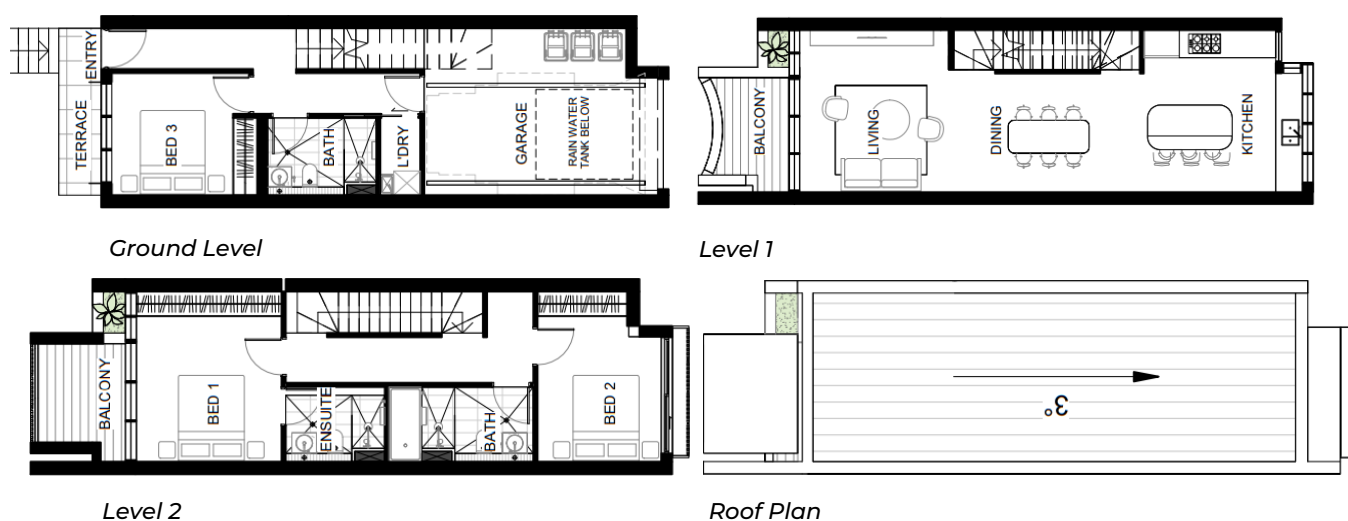 TERRACE
ENTRY
BED 3
BATH
L'DRY
GARAGE
RAIN WATER
TANK BELOW
Ground Level
BALCONY
LIVING
DINING
KITCHEN
Level 1
BALCONY
BED 1
ENSUITE
BATH
BED 2
Level 2
3°
Roof Plan